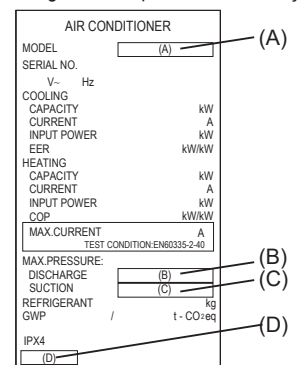 AIR CONDITIONER
MODEL (A) (A)
SERIAL NO.
V~ Hz
COOLING
CAPACITY kW
CURRENT A
INPUT POWER kW
EER kW/kW
HEATING
CAPACITY kW
CURRENT A
INPUT POWER kW
COP kW/kW
MAX.CURRENT A
TEST CONDITION:EN60335-2-40
MAX.PRESSURE:
DISCHARGE (B) (B)
SUCTION (C) (C)
REFRIGERANT kg
GWP / t - CO2eq
IPX4
(D) (D)